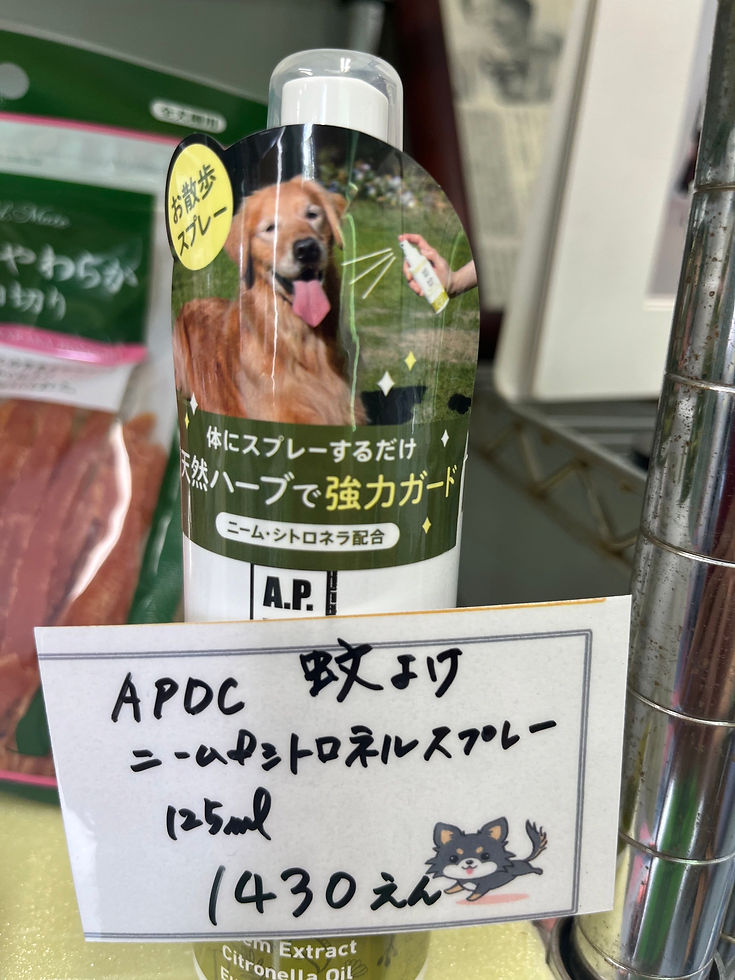 お散歩
スプレー
体にスプレーするだけ
天然ハーブで強力ガード
ニーム・シトロネラ配合
A.P.
やわらか
切り
APDC 蚊よけ
ニーム&シトロネルスプレー
125ml
1430えん
Extract
Citronella Oil